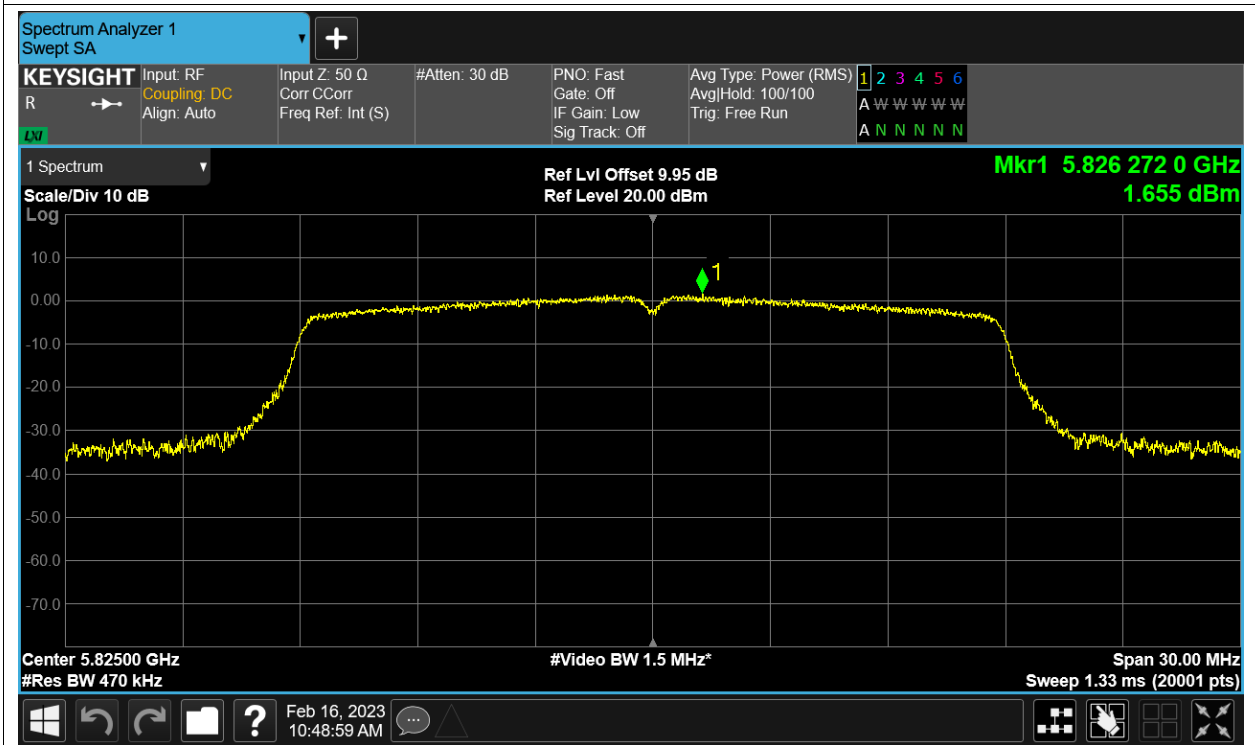 Spectrum Analyzer 1
Swept SA
KEYSIGHT
R
LXI
Input: RF
Coupling: DC
Align: Auto
Input Z: 50 Ω
Corr CCorr
Freq Ref: Int (S)
#Atten: 30 dB
PNO: Fast
Gate: Off
IF Gain: Low
Sig Track: Off
Avg Type: Power (RMS)
Avg|Hold: 100/100
Trig: Free Run
1 2 3 4 5 6
A W W W W W
A N N N N N
1 Spectrum
Scale/Div 10 dB
Log
Ref Lvl Offset 9.95 dB
Ref Level 20.00 dBm
Mkr1 5.826 272 0 GHz
1.655 dBm
1
10.0
0.00
-10.0
-20.0
-30.0
-40.0
-50.0
-60.0
-70.0
Center 5.82500 GHz
#Res BW 470 kHz
#Video BW 1.5 MHz*
Span 30.00 MHz
Sweep 1.33 ms (20001 pts)
?
Feb 16, 2023
10:48:59 AM